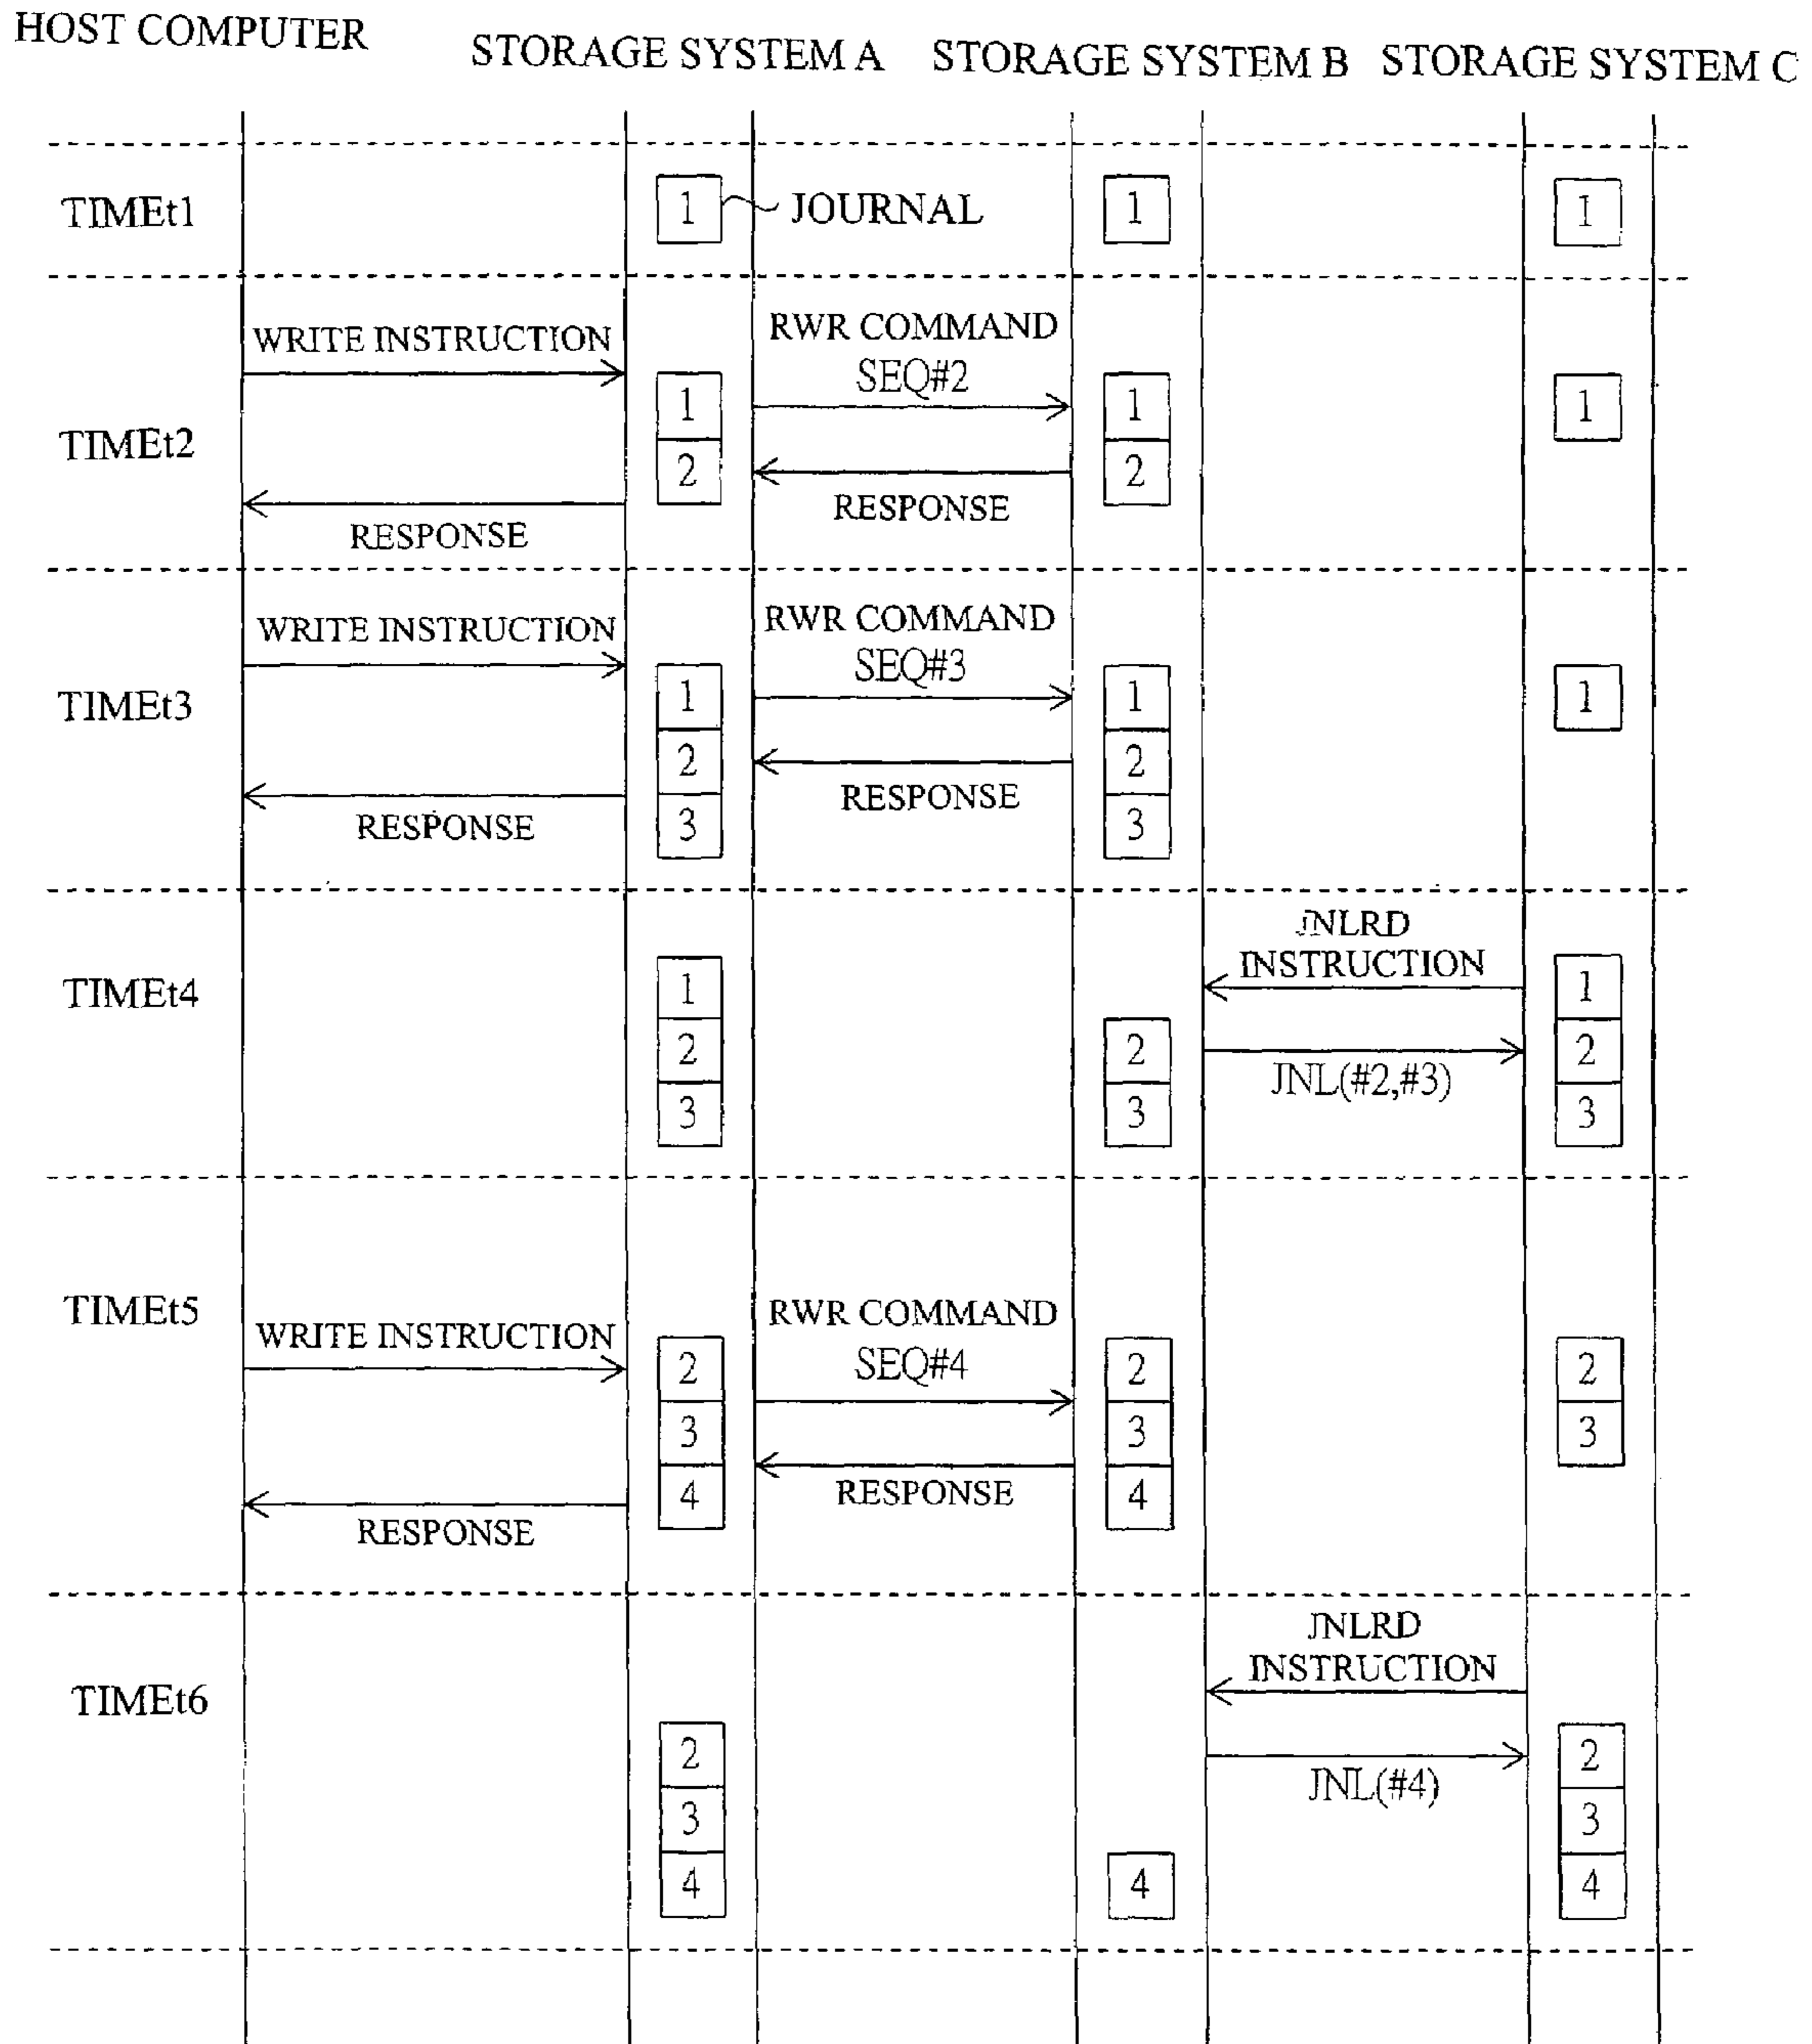 HOST COMPUTER
STORAGE SYSTEM A
STORAGE SYSTEM B
STORAGE SYSTEM C
TIMEt1
1
JOURNAL
1
1
TIMEt2
WRITE INSTRUCTION
RESPONSE
1
2
RWR COMMAND
SEQ#2
RESPONSE
1
2
1
TIMEt3
WRITE INSTRUCTION
RESPONSE
1
2
3
RWR COMMAND
SEQ#3
RESPONSE
1
2
3
1
TIMEt4
1
2
3
2
3
JNLRD
INSTRUCTION
JNL(#2,#3)
1
2
3
TIMEt5
WRITE INSTRUCTION
RESPONSE
2
3
4
RWR COMMAND
SEQ#4
RESPONSE
2
3
4
2
3
TIMEt6
2
3
4
4
JNLRD
INSTRUCTION
JNL(#4)
2
3
4